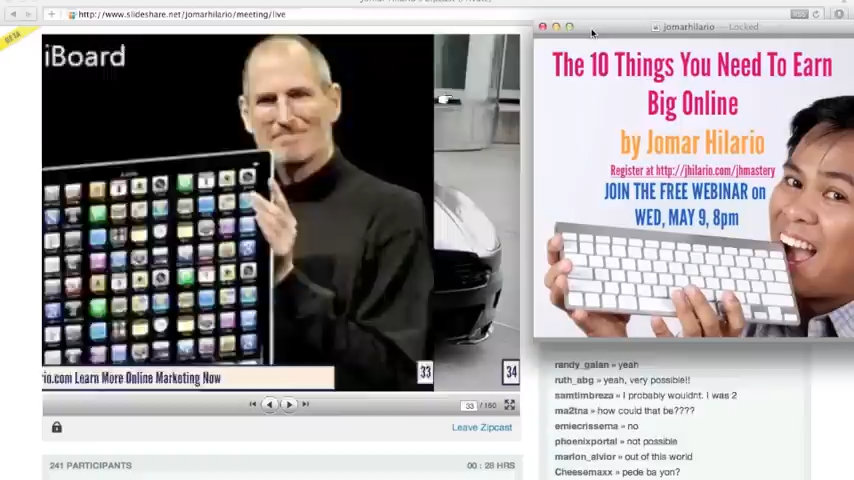 http://www.slideshare.net/jomarhilario/meeting/live
RSS
jomarhilario — Locked
iBoard
The 10 Things You Need To Earn
Big Online
by Jomar Hilario
Register at http://jhilario.com/jhmastery
JOIN THE FREE WEBINAR on
WED, MAY 9, 8pm
io.com Learn More Online Marketing Now
33
34
33 / 160
Leave Zipcast
241 PARTICIPANTS
00 : 28 HRS
randy_galan » yeah
ruth_abg » yeah, very possible!!
samtimbreza » I probably wouldnt. I was 2
ma2tna » how could that be????
erniecrisserna » no
phoenixportal » not possible
marlon_alvior » out of this world
Cheesemaxx » pede ba yon?